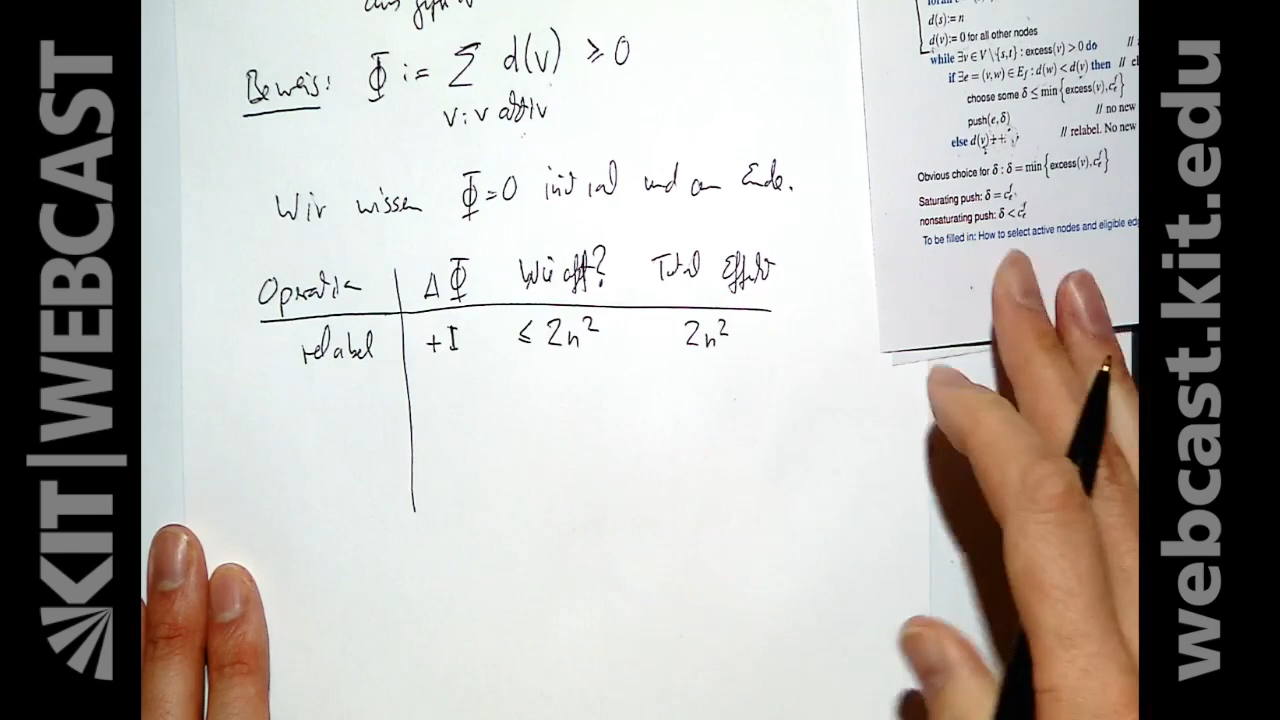 Beweis: Φ := Σ d(v) ≥ 0
v: v aktiv
Wir wissen Φ=0 initial und am Ende.
Operation ΔΦ Wie oft? Total Effekt
relabel +1 ≤ 2n² 2n²
d(s):= n
d(v):= 0 for all other nodes
while ∃v ∈ V \ {s,t} : excess(v) > 0 do //
if ∃e = (v,w) ∈ E_f : d(w) < d(v) then // el
choose some δ ≤ min{excess(v), c_e^f}
push(e,δ) // no new
else d(v)++ // relabel. No new
Obvious choice for δ : δ = min{excess(v), c_e^f}
Saturating push: δ = c_e^f
nonsaturating push: δ < c_e^f
To be filled in: How to select active nodes and eligible
KIT|WEBCAST
webcast.kit.edu